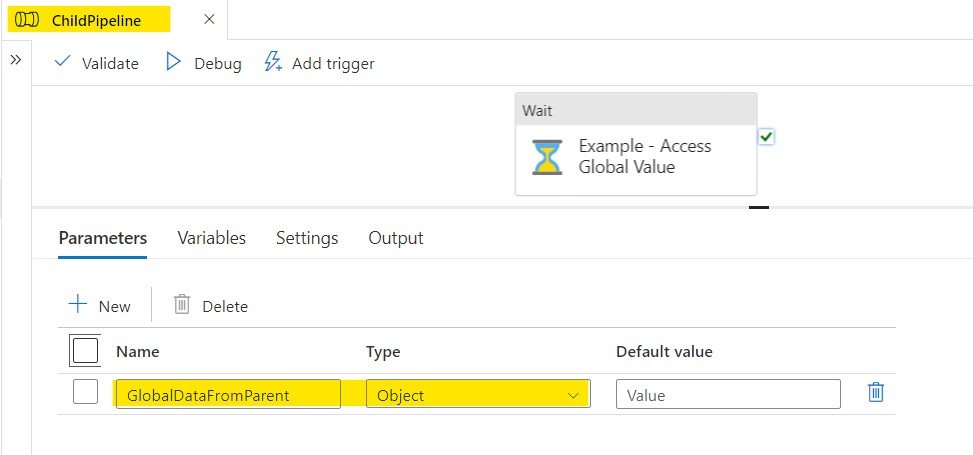 ChildPipeline
Validate Debug Add trigger
Wait
Example - Access
Global Value
Parameters Variables Settings Output
New Delete
Name Type Default value
GlobalDataFromParent Object Value